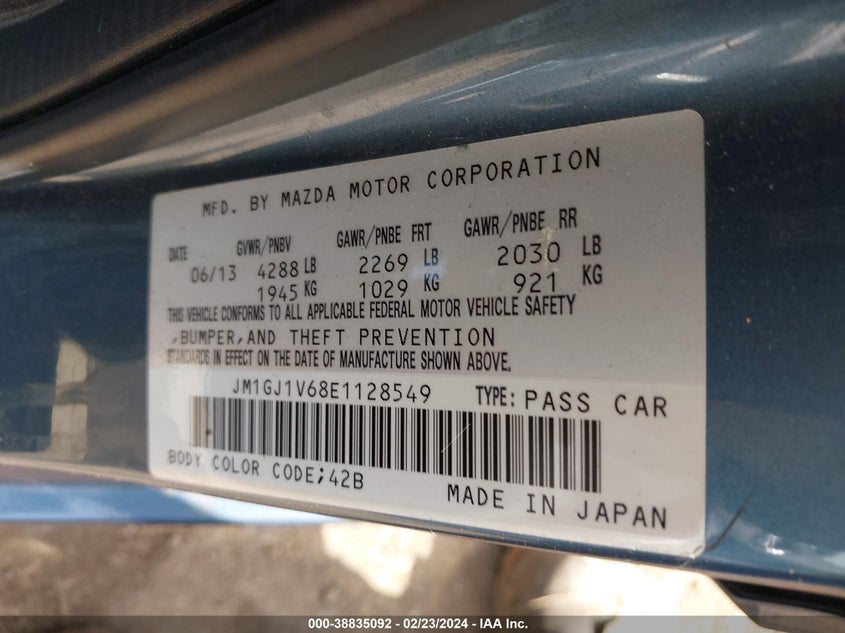 MFD. BY MAZDA MOTOR CORPORATION
DATE GVWR/PNBV GAWR/PNBE FRT GAWR/PNBE RR
06/13 4288 LB 2269 LB 2030 LB
1945 KG 1029 KG 921 KG
THIS VEHICLE CONFORMS TO ALL APPLICABLE FEDERAL MOTOR VEHICLE SAFETY
,BUMPER,AND THEFT PREVENTION
STANDARDS IN EFFECT ON THE DATE OF MANUFACTURE SHOWN ABOVE.
JM1GJ1V68E1128549 TYPE: PASS CAR
BODY COLOR CODE;42B
MADE IN JAPAN
000-38835092 - 02/23/2024 - IAA Inc.